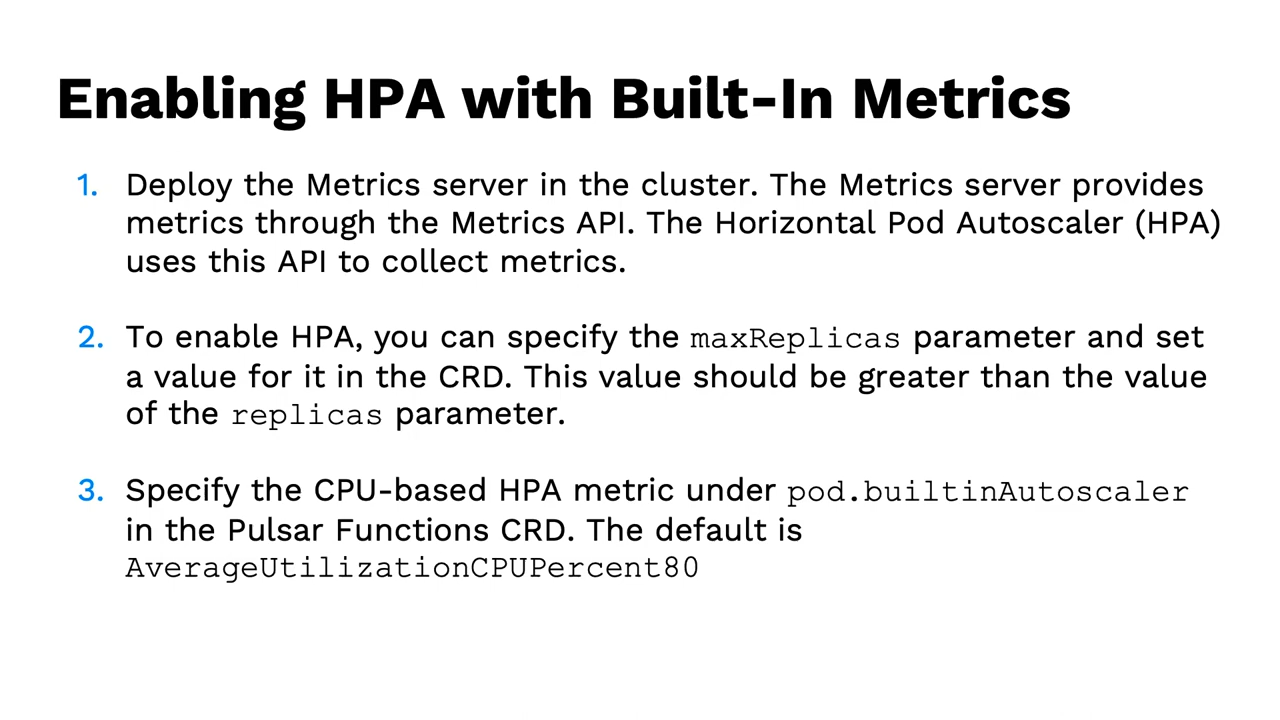 Enabling HPA with Built-In Metrics
1. Deploy the Metrics server in the cluster. The Metrics server provides
metrics through the Metrics API. The Horizontal Pod Autoscaler (HPA)
uses this API to collect metrics.
2. To enable HPA, you can specify the maxReplicas parameter and set
a value for it in the CRD. This value should be greater than the value
of the replicas parameter.
3. Specify the CPU-based HPA metric under pod.builtinAutoscaler
in the Pulsar Functions CRD. The default is
AverageUtilizationCPUPercent80